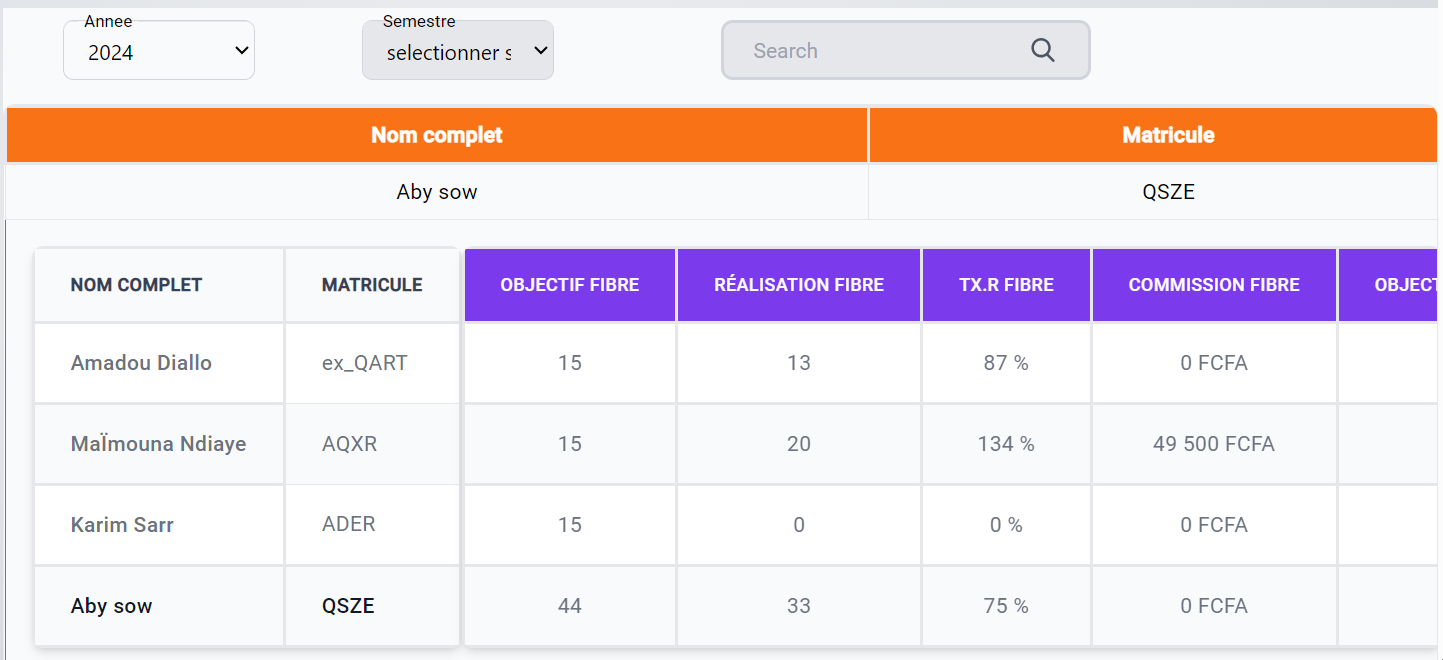 Annee Semestre
2024 selectionner s Search
Nom complet Matricule
Aby sow QSZE
NOM COMPLET MATRICULE OBJECTIF FIBRE RÉALISATION FIBRE TX.R FIBRE COMMISSION FIBRE OBJECT
Amadou Diallo ex_QART 15 13 87 % 0 FCFA
MaÏmouna Ndiaye AQXR 15 20 134 % 49 500 FCFA
Karim Sarr ADER 15 0 0 % 0 FCFA
Aby sow QSZE 44 33 75 % 0 FCFA